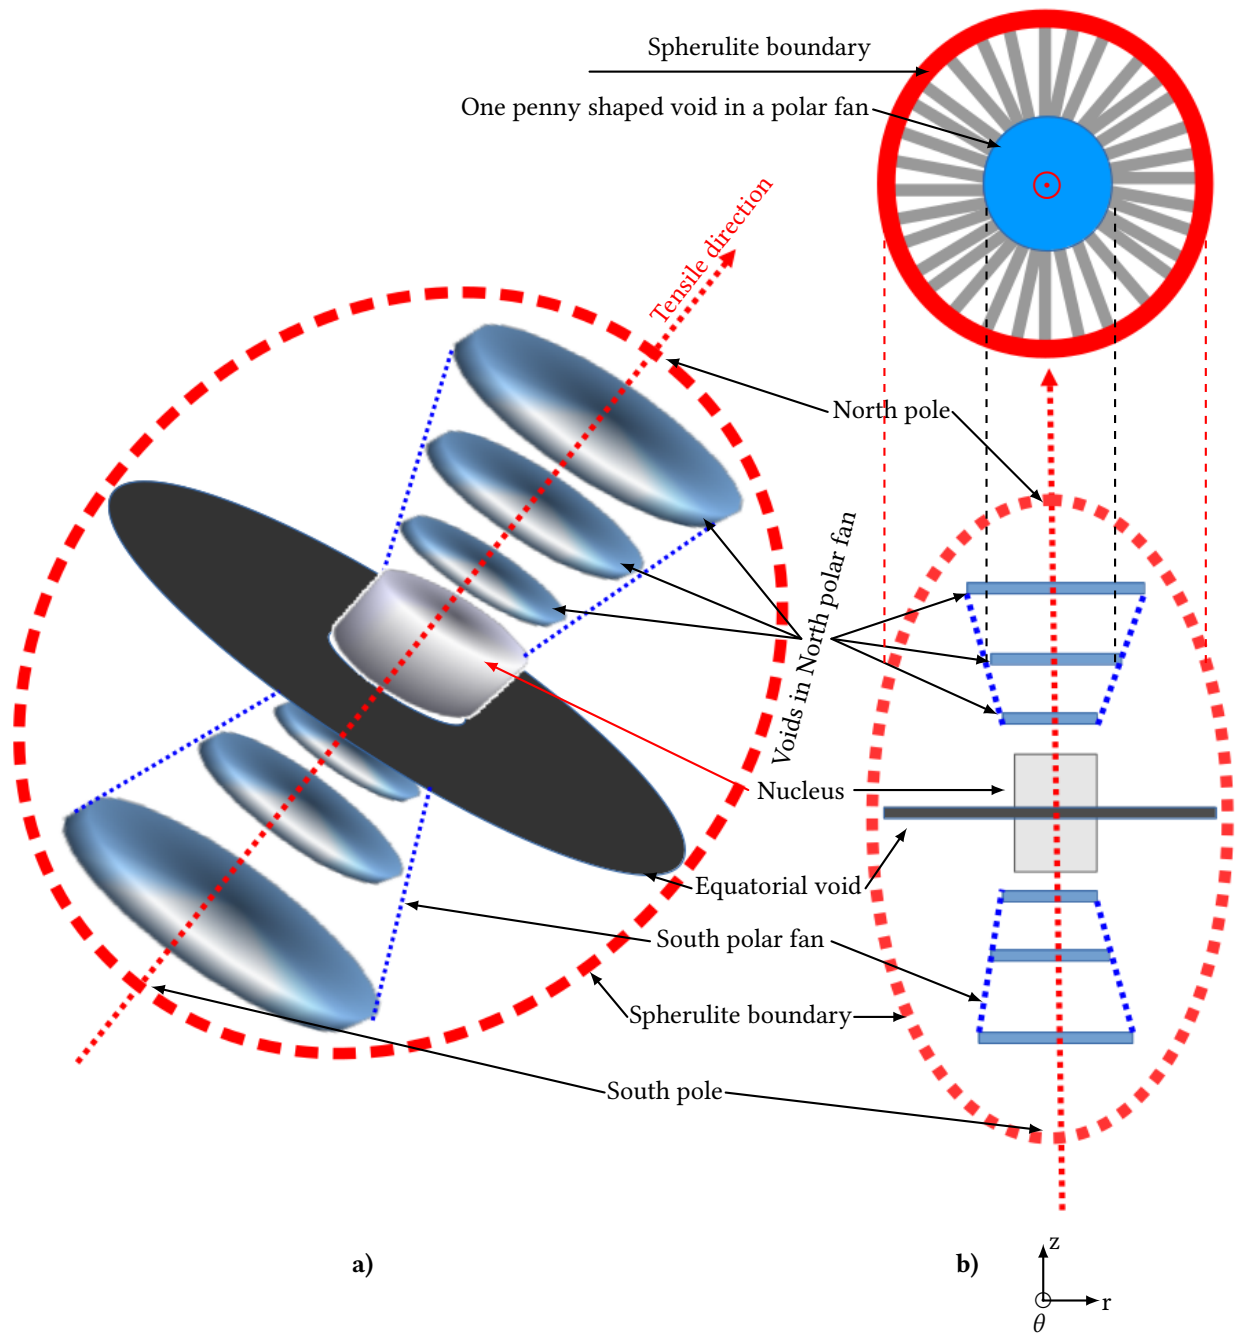 Spherulite boundary
One penny shaped void in a polar fan
Tensile direction
North pole
Voids in North polar fan
Nucleus
Equatorial void
South polar fan
Spherulite boundary
South pole
a)
b)
z
r
θ